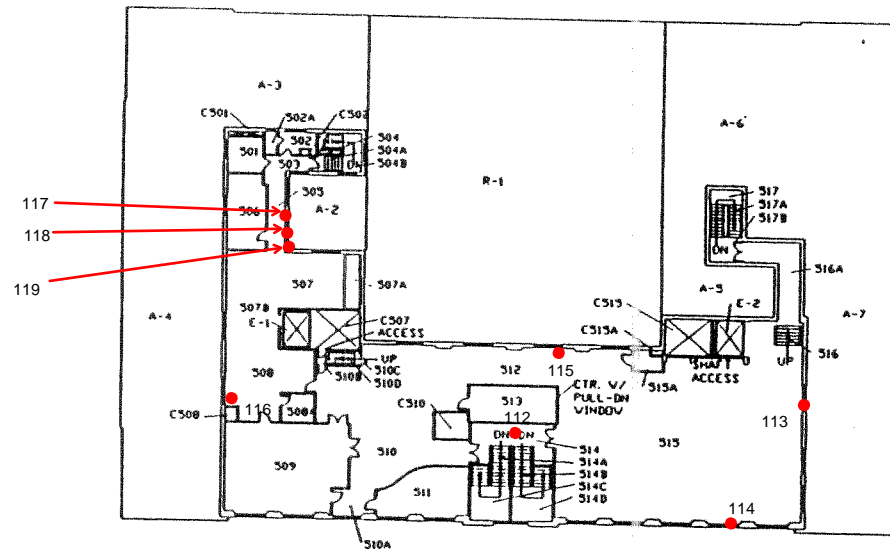 A-3
C501
502A
C502
502
504
501
504A
503
DN
504B
A-6
R-1
517
517A
517B
117
505
506
A-2
118
DN
516A
119
507
507A
A-5
C515
E-2
A-4
507B
C507
A-7
E-1
ACCESS
C515A
UP
510C
510B
510D
UP
516
508
512
115
515A
SHAFT
ACCESS
CTR. W/
PULL-DN
WINDOW
513
C510
508A
C508
116
112
113
DN
DN
514
510
515
514A
514B
509
514C
511
514D
114
510A